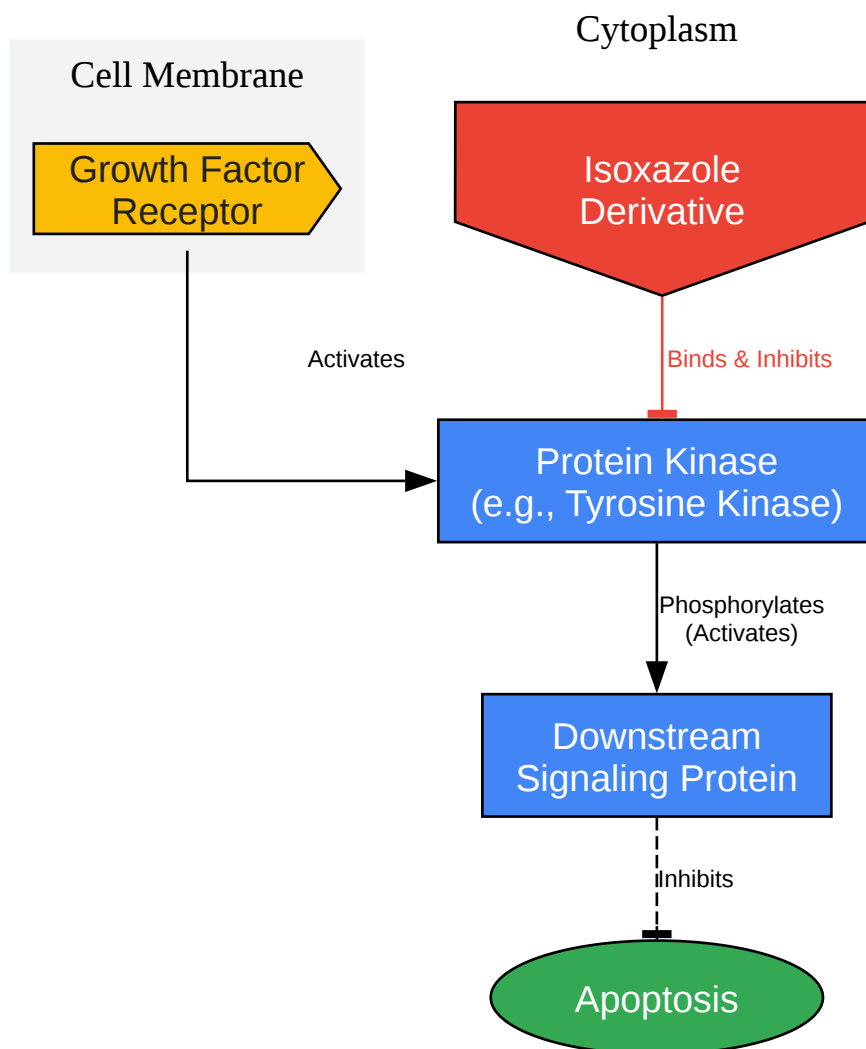 Cytoplasm
Cell Membrane
Growth Factor
Receptor
Isoxazole
Derivative
Activates
Binds & Inhibits
Protein Kinase
(e.g., Tyrosine Kinase)
Phosphorylates
(Activates)
Downstream
Signaling Protein
Inhibits
Apoptosis